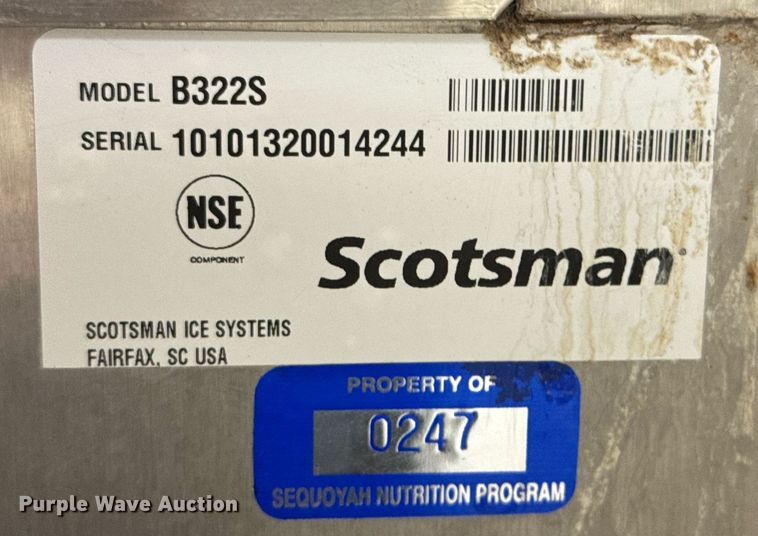 MODEL B322S
SERIAL 10101320014244
NSF
COMPONENT
Scotsman
SCOTSMAN ICE SYSTEMS
FAIRFAX, SC USA
PROPERTY OF
0247
SEQUOYAH NUTRITION PROGRAM
Purple Wave Auction